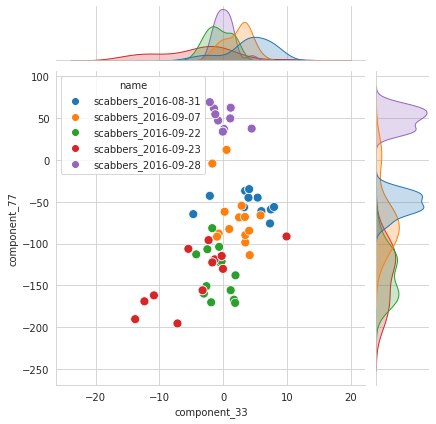 name
scabbers_2016-08-31
scabbers_2016-09-07
scabbers_2016-09-22
scabbers_2016-09-23
scabbers_2016-09-28
100
50
0
−50
−100
−150
−200
−250
component_77
−20
−10
0
10
20
component_33